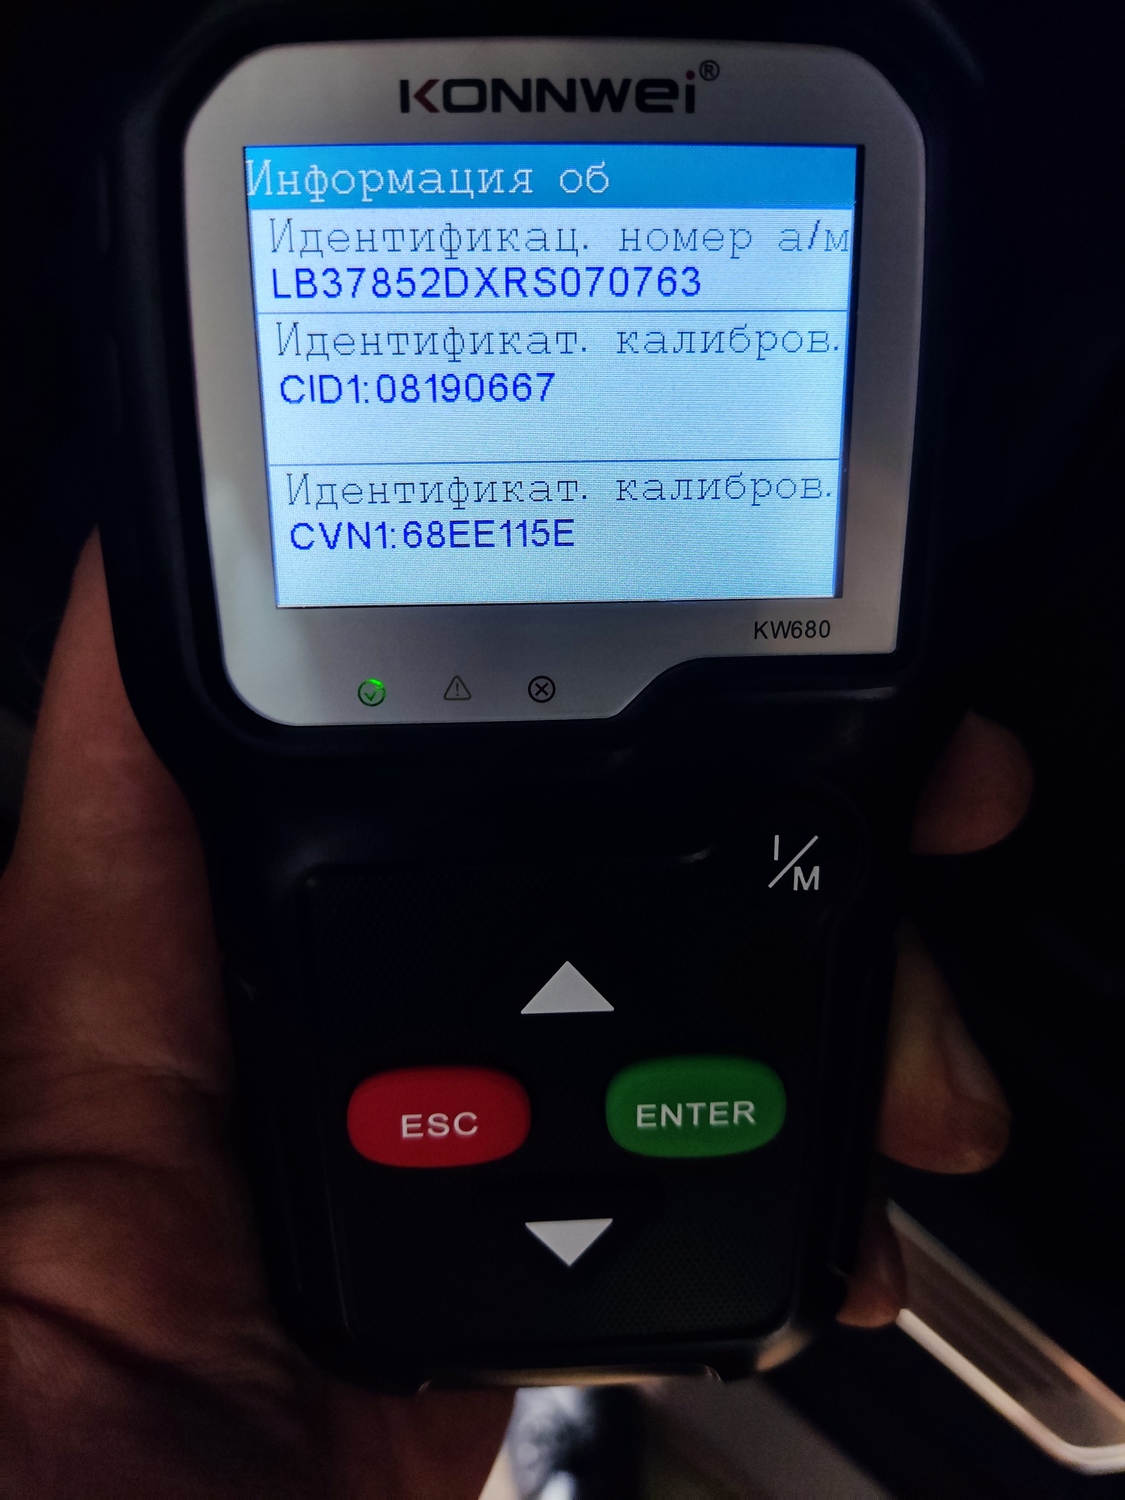 KONNWEI®
Информация об
Идентификац. номер а/м
LB37852DXRS070763
Идентификат. калибров.
CID1:08190667
Идентификат. калибров.
CVN1:68EE115E
KW680
I/M
ESC
ENTER